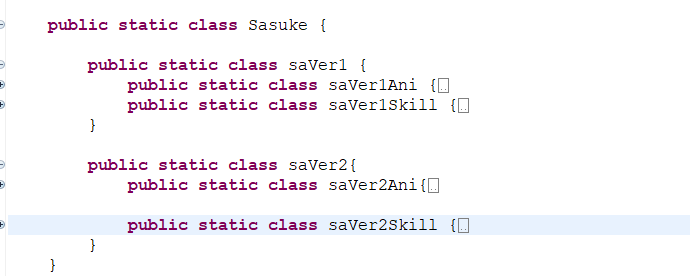 public static class Sasuke {
public static class saVer1 {
public static class saVer1Ani {
public static class saVer1Skill {
}
public static class saVer2{
public static class saVer2Ani{
public static class saVer2Skill {
}
}